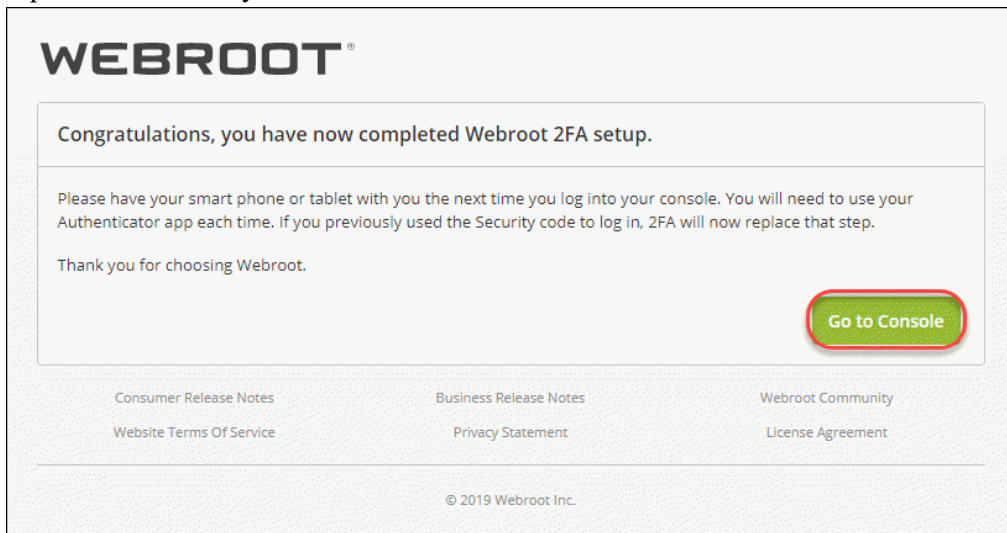 WEBROOT®
Congratulations, you have now completed Webroot 2FA setup.
Please have your smart phone or tablet with you the next time you log into your console. You will need to use your
Authenticator app each time. If you previously used the Security code to log in, 2FA will now replace that step.
Thank you for choosing Webroot.
Go to Console
Consumer Release Notes Business Release Notes Webroot Community
Website Terms Of Service Privacy Statement License Agreement
© 2019 Webroot Inc.